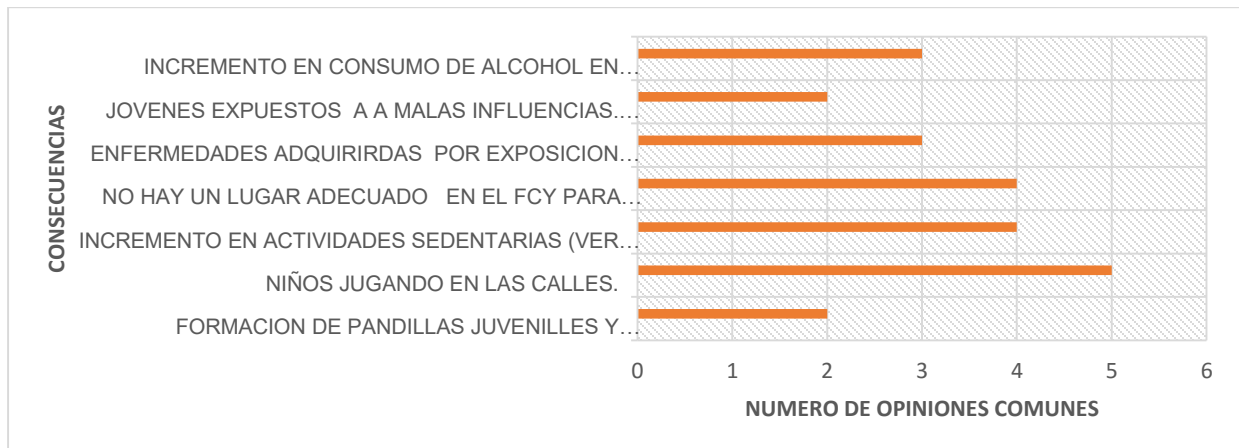 CONSECUENCIAS
INCREMENTO EN CONSUMO DE ALCOHOL EN…
JOVENES EXPUESTOS A A MALAS INFLUENCIAS.…
ENFERMEDADES ADQUIRIRDAS POR EXPOSICION…
NO HAY UN LUGAR ADECUADO EN EL FCY PARA…
INCREMENTO EN ACTIVIDADES SEDENTARIAS (VER…
NIÑOS JUGANDO EN LAS CALLES.
FORMACION DE PANDILLAS JUVENILLES Y…
0 1 2 3 4 5 6
NUMERO DE OPINIONES COMUNES